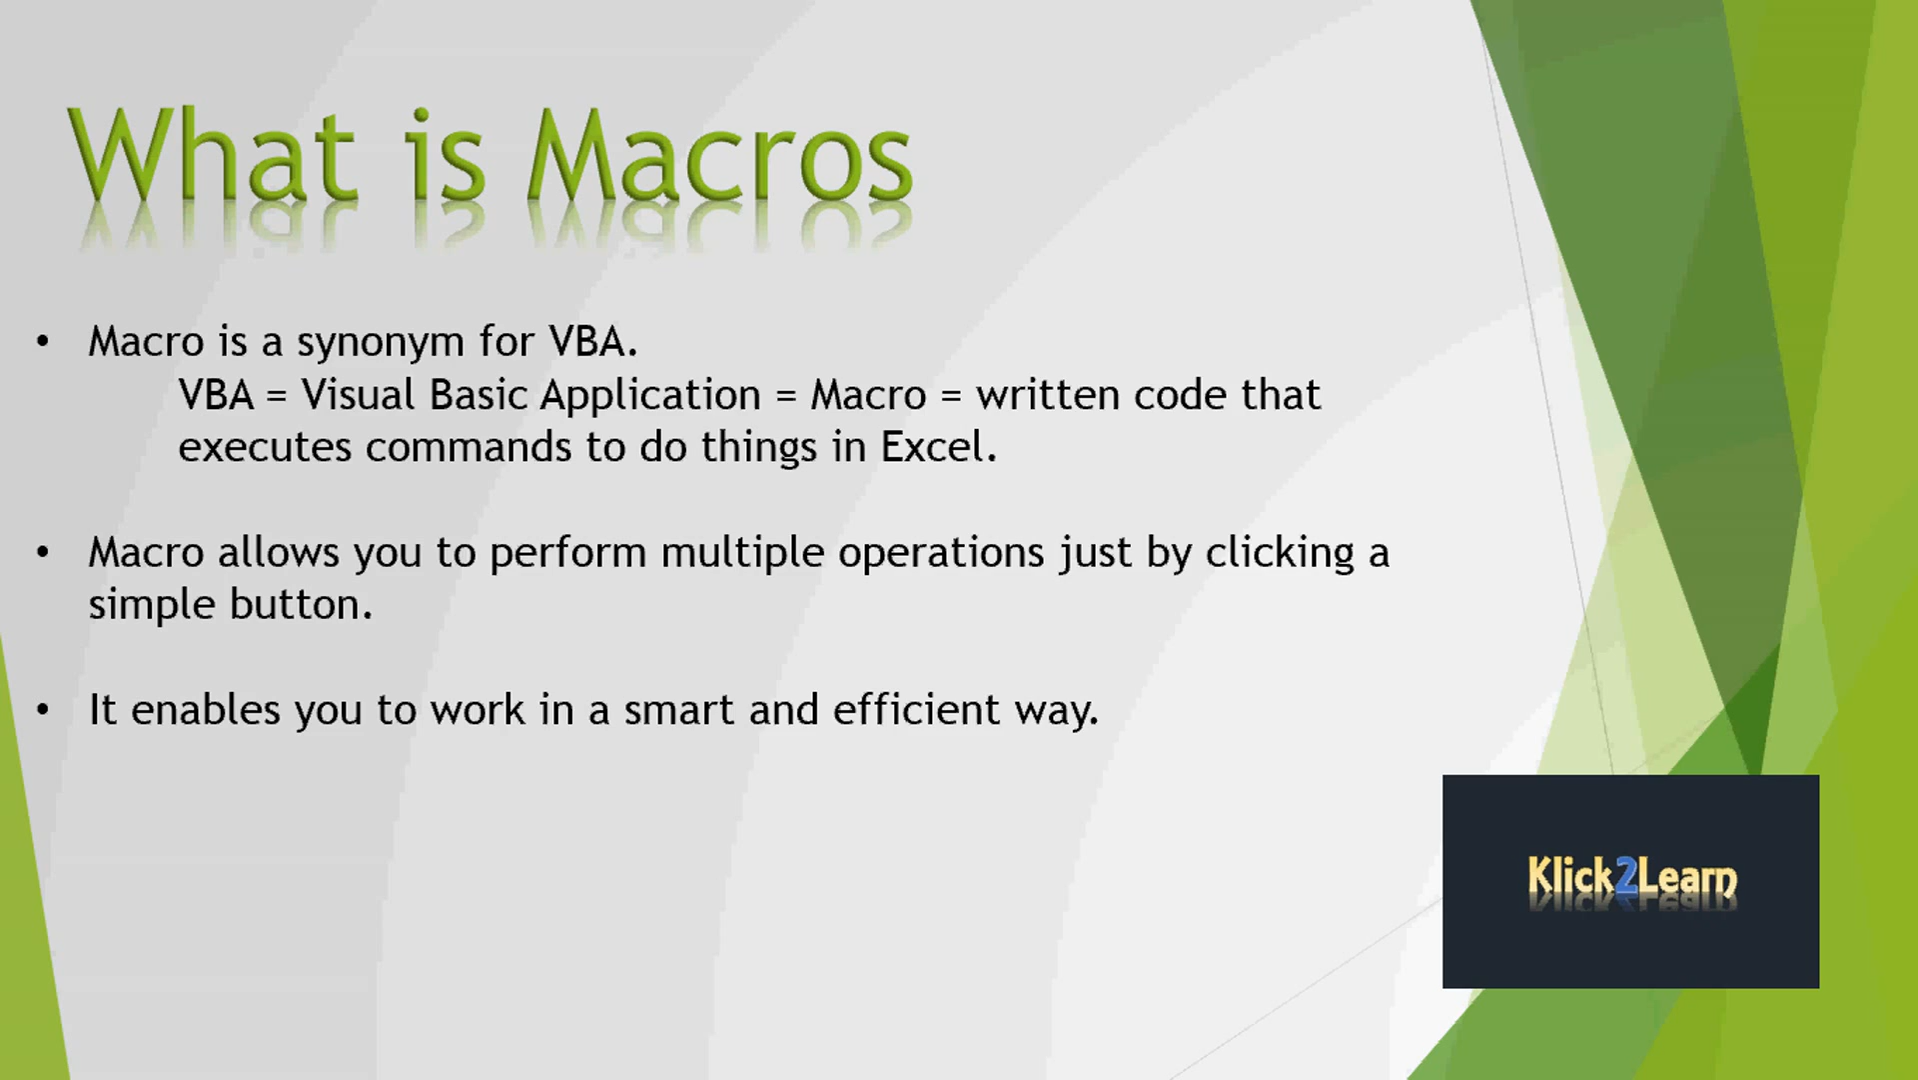 What is Macros
• Macro is a synonym for VBA.
VBA = Visual Basic Application = Macro = written code that
executes commands to do things in Excel.
• Macro allows you to perform multiple operations just by clicking a
simple button.
• It enables you to work in a smart and efficient way.
Klick2Learn